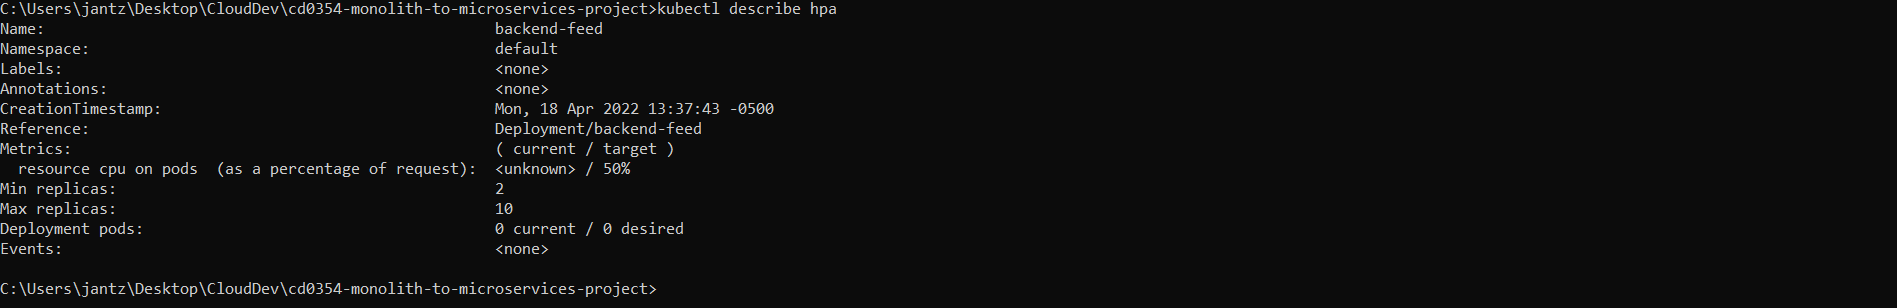 C:\Users\jantz\Desktop\CloudDev\cd0354-monolith-to-microservices-project>kubectl describe hpa
Name:                                                  backend-feed
Namespace:                                             default
Labels:                                                <none>
Annotations:                                           <none>
CreationTimestamp:                                     Mon, 18 Apr 2022 13:37:43 -0500
Reference:                                             Deployment/backend-feed
Metrics:                                               ( current / target )
  resource cpu on pods  (as a percentage of request):  <unknown> / 50%
Min replicas:                                          2
Max replicas:                                          10
Deployment pods:                                       0 current / 0 desired
Events:                                                <none>

C:\Users\jantz\Desktop\CloudDev\cd0354-monolith-to-microservices-project>